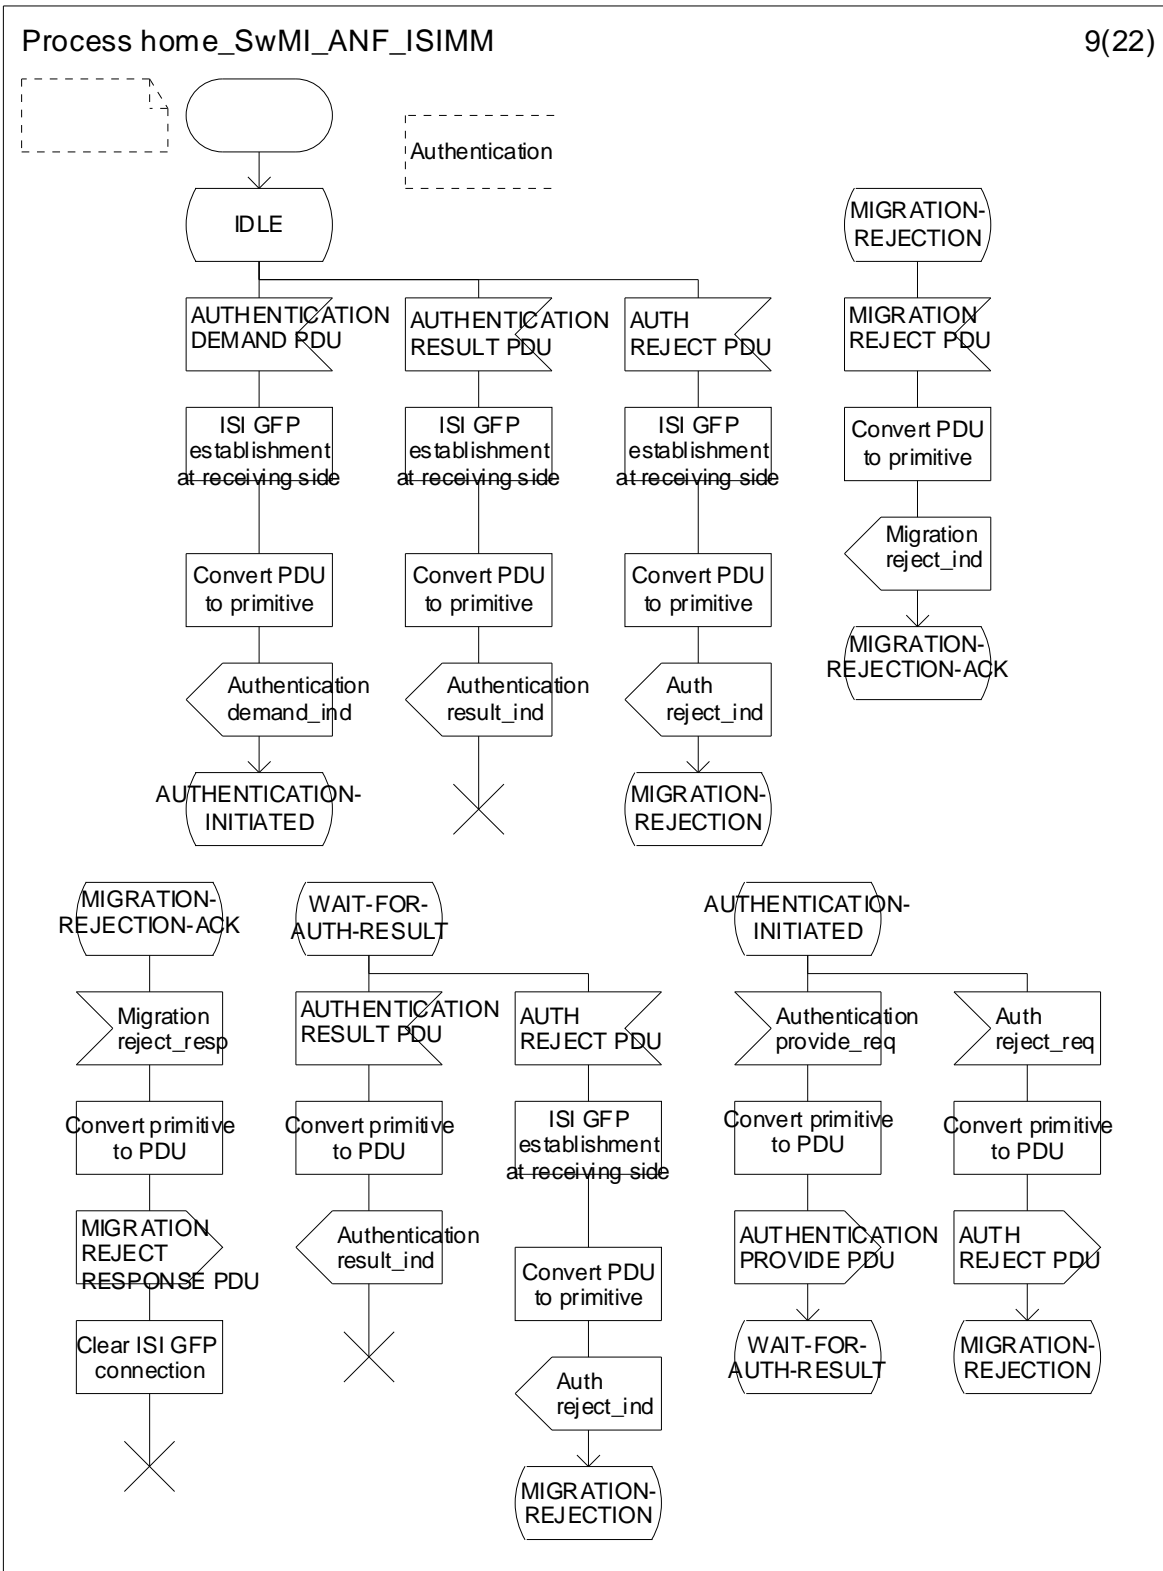 Process home_SwMI_ANF_ISIMM
9(22)
Authentication
IDLE
MIGRATION-
REJECTION
AUTHENTICATION
DEMAND PDU
AUTHENTICATION
RESULT PDU
AUTH
REJECT PDU
MIGRATION
REJECT PDU
ISI GFP
establishment
at receiving side
ISI GFP
establishment
at receiving side
ISI GFP
establishment
at receiving side
Convert PDU
to primitive
Migration
reject_ind
Convert PDU
to primitive
Convert PDU
to primitive
Convert PDU
to primitive
MIGRATION-
REJECTION-ACK
Authentication
demand_ind
Authentication
result_ind
Auth
reject_ind
AUTHENTICATION-
INITIATED
MIGRATION-
REJECTION
MIGRATION-
REJECTION-ACK
WAIT-FOR-
AUTH-RESULT
AUTHENTICATION-
INITIATED
Migration
reject_resp
AUTHENTICATION
RESULT PDU
AUTH
REJECT PDU
Authentication
provide_req
Auth
reject_req
Convert primitive
to PDU
Convert primitive
to PDU
ISI GFP
establishment
at receiving side
Convert primitive
to PDU
Convert primitive
to PDU
MIGRATION
REJECT
RESPONSE PDU
Authentication
result_ind
Convert PDU
to primitive
AUTHENTICATION
PROVIDE PDU
AUTH
REJECT PDU
Clear ISI GFP
connection
Auth
reject_ind
WAIT-FOR-
AUTH-RESULT
MIGRATION-
REJECTION
MIGRATION-
REJECTION